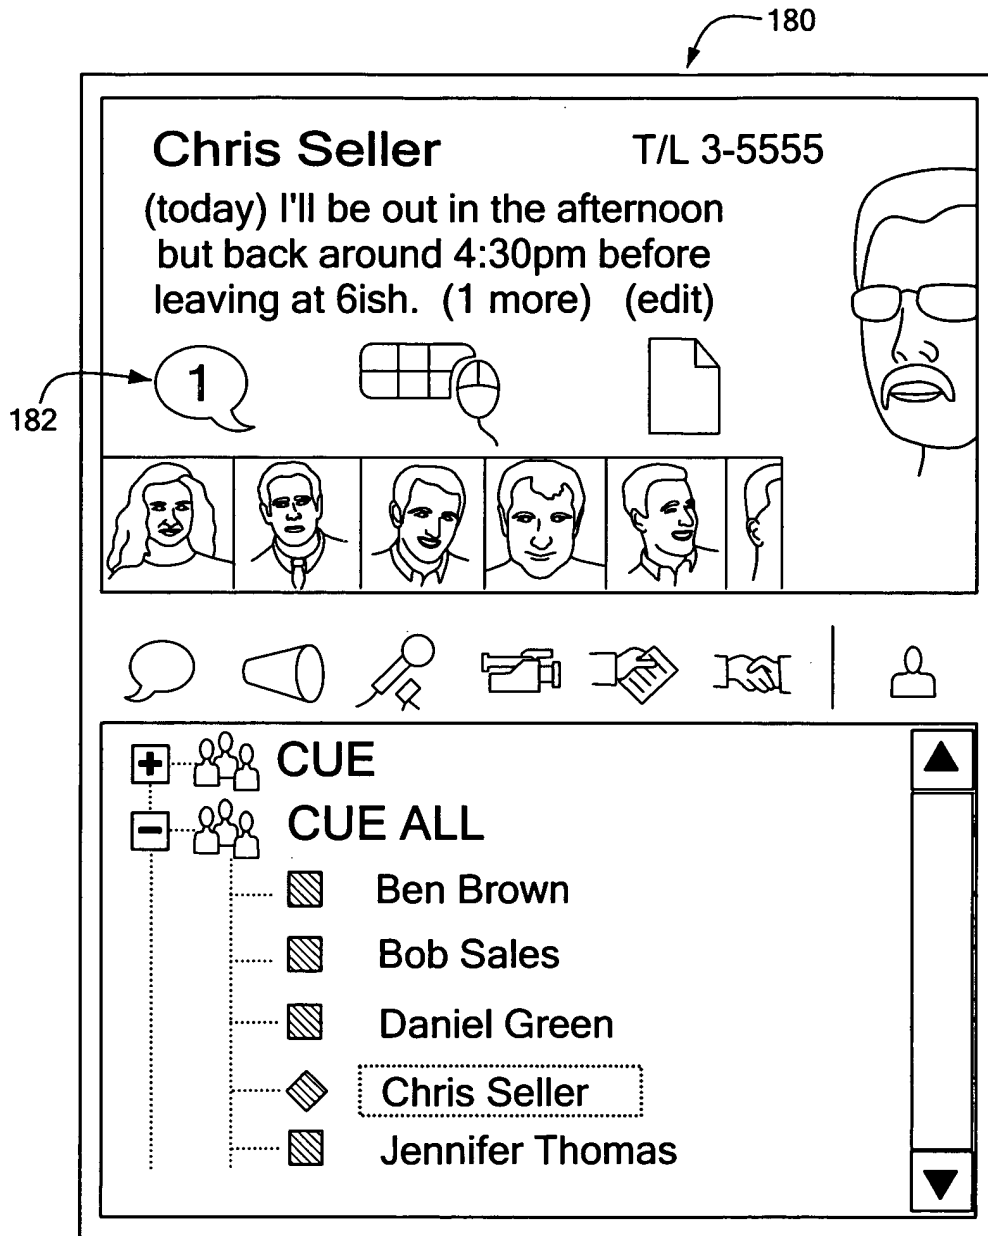 180
Chris Seller T/L 3-5555
(today) I'll be out in the afternoon
but back around 4:30pm before
leaving at 6ish. (1 more) (edit)
1
182
CUE
CUE ALL
Ben Brown
Bob Sales
Daniel Green
Chris Seller
Jennifer Thomas